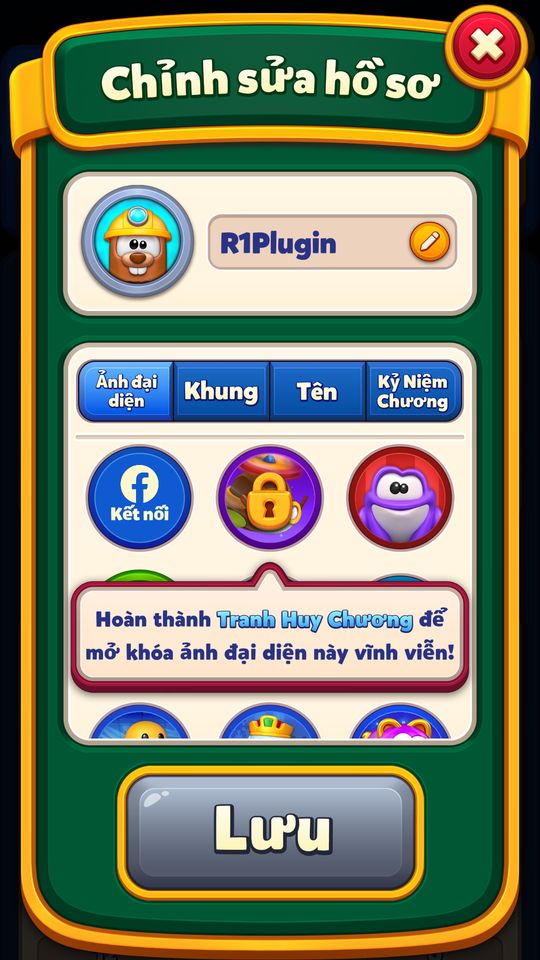 Chỉnh sửa hồ sơ
R1Plugin
Ảnh đại
diện
Khung
Tên
Kỷ Niệm
Chương
Kết nối
Hoàn thành Tranh Huy Chương để
mở khóa ảnh đại diện này vĩnh viễn!
Lưu